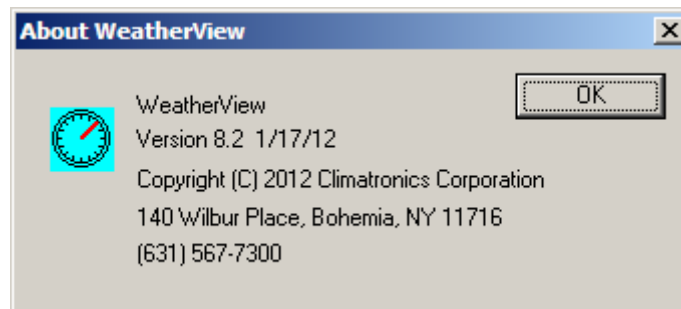 About WeatherView
OK
WeatherView
Version 8.2 1/17/12
Copyright (C) 2012 Climatronics Corporation
140 Wilbur Place, Bohemia, NY 11716
(631) 567-7300